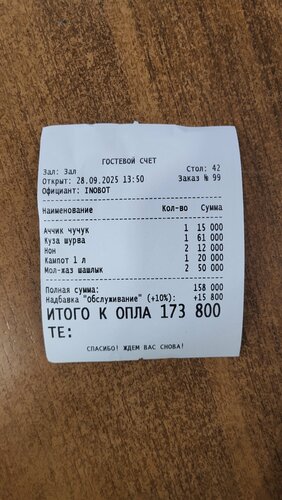 ГОСТЕВОЙ СЧЕТ
Зал: Зал Стол: 42
Открыт: 28.09.2025 13:50 Заказ № 99
Официант: INOBOT
Наименование Кол-во Сумма
Аччик чучук 1 15 000
Куза шурва 1 61 000
Нон 2 12 000
Кампот 1 л 1 20 000
Мол-каз шашлык 2 50 000
Полная сумма: 158 000
Надбавка "Обслуживание" (+10%): +15 800
ИТОГО К ОПЛА 173 800
ТЕ:
СПАСИБО! ЖДЕМ ВАС СНОВА!